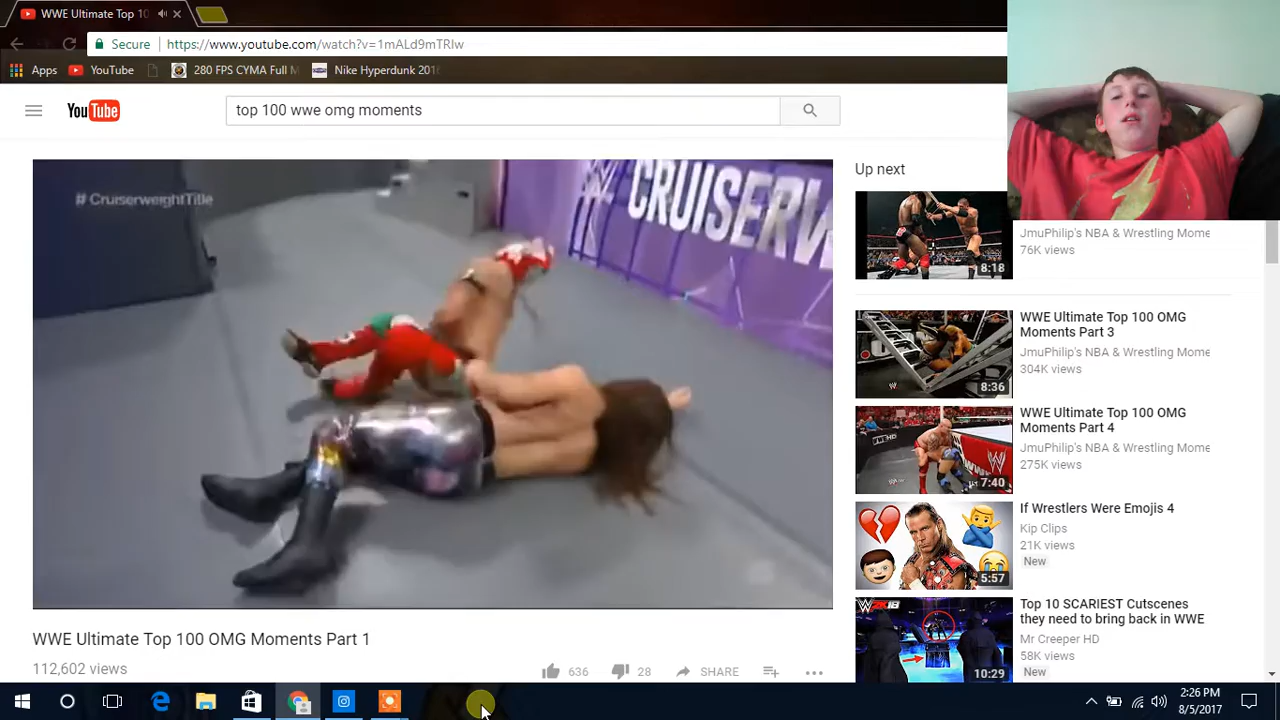 WWE Ultimate Top 10
Secure
https://www.youtube.com/watch?v=1mALd9mTRIw
Apps
YouTube
280 FPS CYMA Full M
Nike Hyperdunk 2016
YouTube
top 100 wwe omg moments
#CruiserweightTitle
CRUISERW
Up next
8:18
JmuPhilip's NBA & Wrestling Mome
76K views
WWE Ultimate Top 100 OMG
Moments Part 3
JmuPhilip's NBA & Wrestling Mome
304K views
8:36
WWE Ultimate Top 100 OMG
Moments Part 4
JmuPhilip's NBA & Wrestling Mome
275K views
7:40
If Wrestlers Were Emojis 4
Kip Clips
21K views
New
5:57
Top 10 SCARIEST Cutscenes
they need to bring back in WWE
Mr Creeper HD
58K views
New
2K18
10:29
WWE Ultimate Top 100 OMG Moments Part 1
112,602 views
636
28
SHARE
2:26 PM
8/5/2017